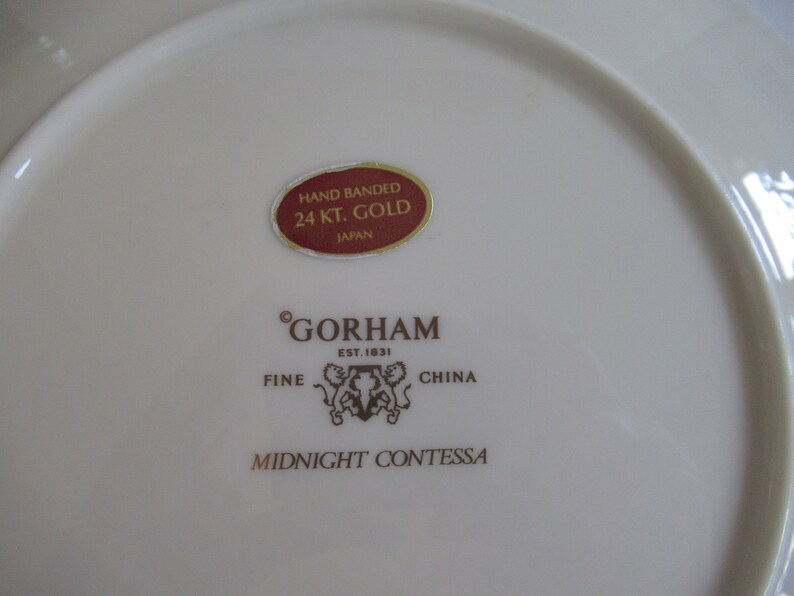 HAND BANDED
24 KT. GOLD
JAPAN
©GORHAM
EST. 1831
FINE CHINA
MIDNIGHT CONTESSA